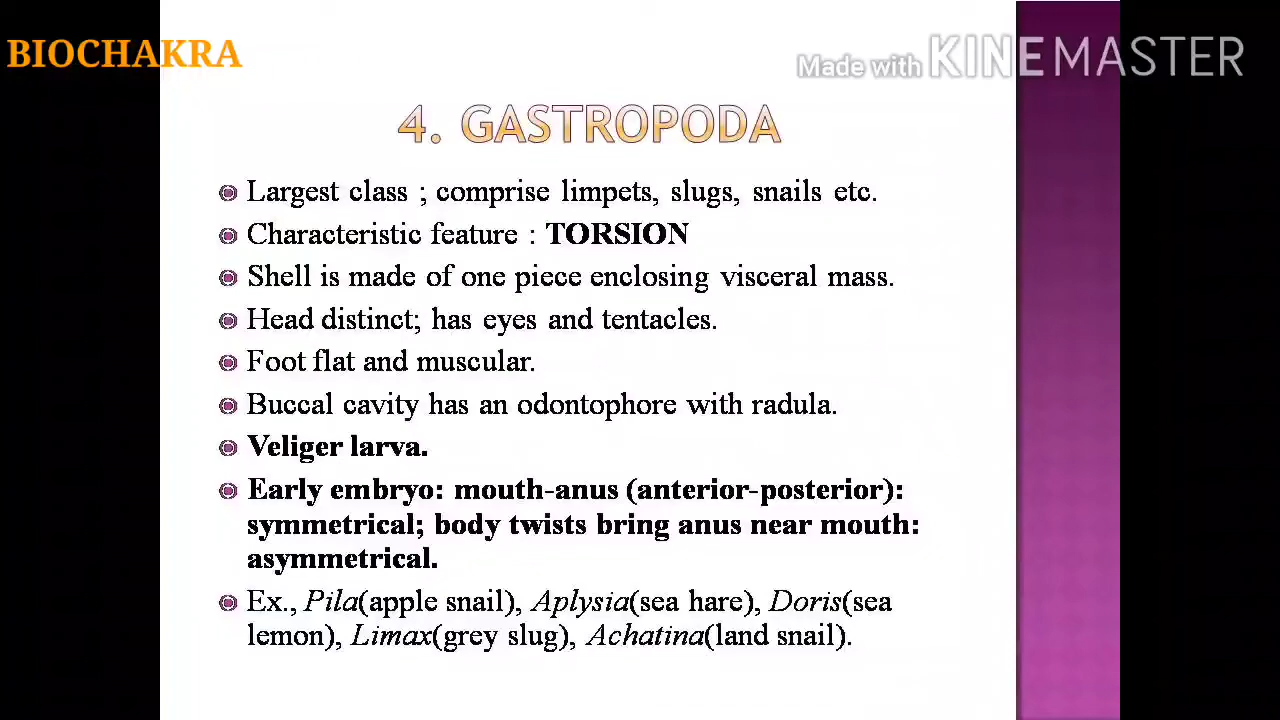 BIOCHAKRA
Made with KINEMASTER
4. GASTROPODA
Largest class ; comprise limpets, slugs, snails etc.
Characteristic feature : TORSION
Shell is made of one piece enclosing visceral mass.
Head distinct; has eyes and tentacles.
Foot flat and muscular.
Buccal cavity has an odontophore with radula.
Veliger larva.
Early embryo: mouth-anus (anterior-posterior):
symmetrical; body twists bring anus near mouth:
asymmetrical.
Ex., Pila(apple snail), Aplysia(sea hare), Doris(sea
lemon), Limax(grey slug), Achatina(land snail).